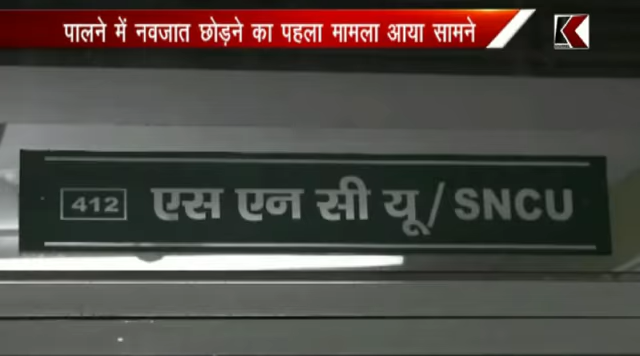 पालने में नवजात छोड़ने का पहला मामला आया सामने
K
412 एस एन सी यू/SNCU